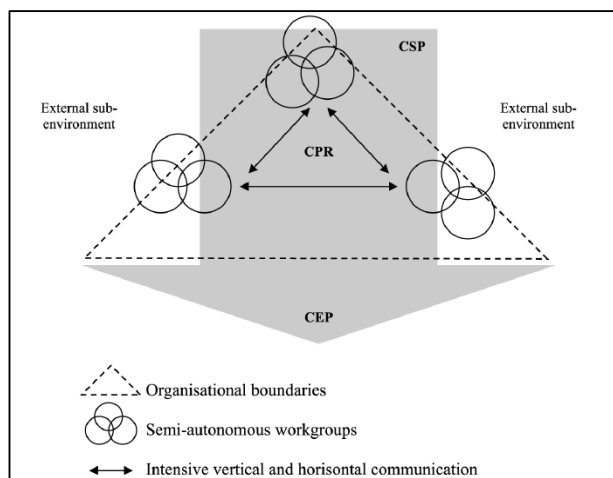 CSP
External sub-
environment
External sub-
environment
CPR
CEP
Organisational boundaries
Semi-autonomous workgroups
Intensive vertical and horisontal communication